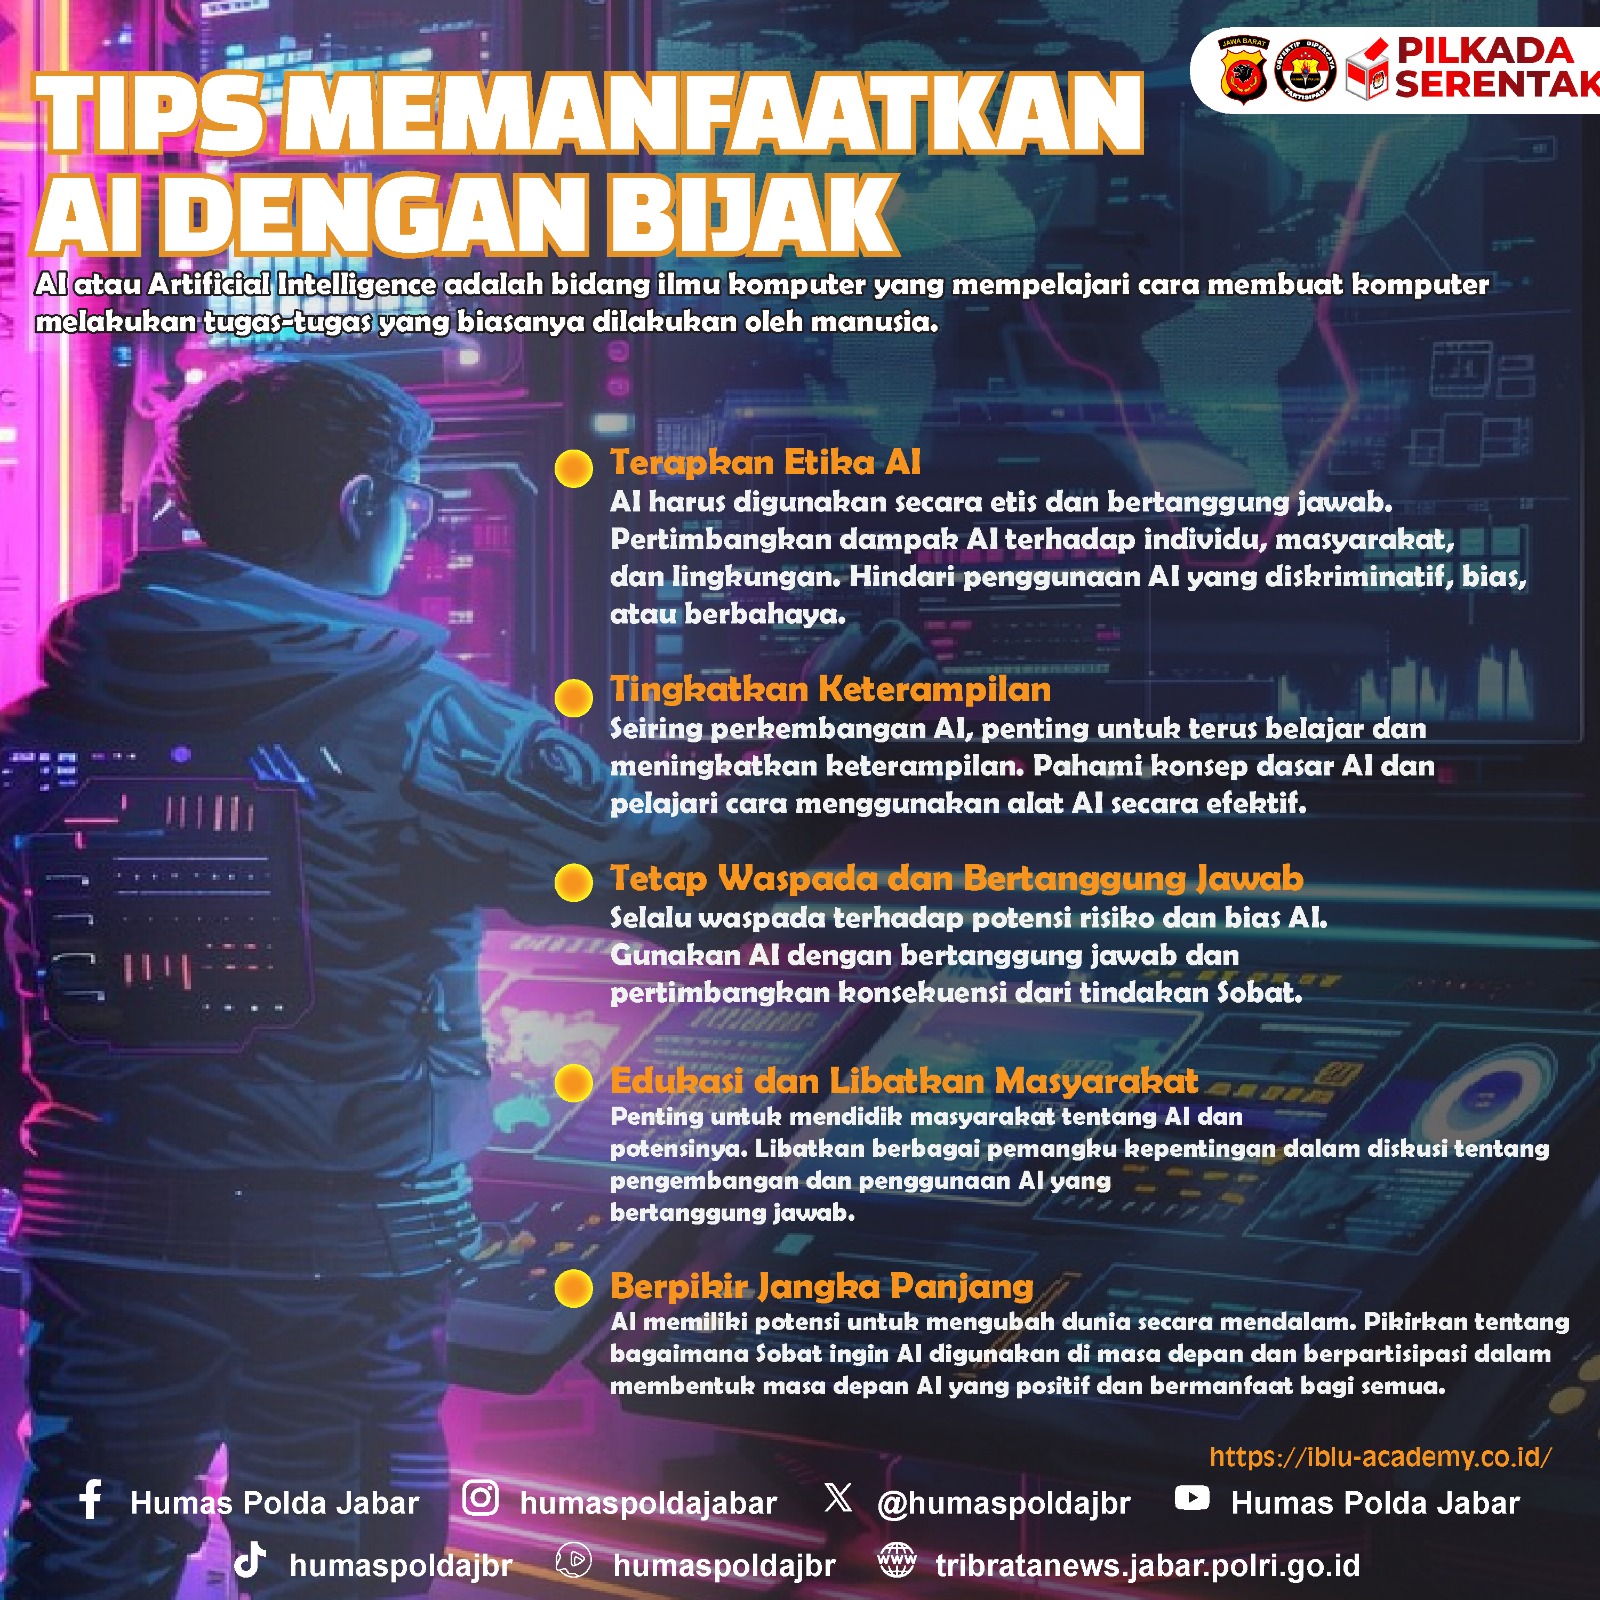 JAWA BARAT
OBYEKTIF DIPERCAYA
PARTISIPASI
PILKADA
SERENTAK
TIPS MEMANFAATKAN
AI DENGAN BIJAK
AI atau Artificial Intelligence adalah bidang ilmu komputer yang mempelajari cara membuat komputer
melakukan tugas-tugas yang biasanya dilakukan oleh manusia.
Terapkan Etika AI
AI harus digunakan secara etis dan bertanggung jawab.
Pertimbangkan dampak AI terhadap individu, masyarakat,
dan lingkungan. Hindari penggunaan AI yang diskriminatif, bias,
atau berbahaya.
Tingkatkan Keterampilan
Seiring perkembangan AI, penting untuk terus belajar dan
meningkatkan keterampilan. Pahami konsep dasar AI dan
pelajari cara menggunakan alat AI secara efektif.
Tetap Waspada dan Bertanggung Jawab
Selalu waspada terhadap potensi risiko dan bias AI.
Gunakan AI dengan bertanggung jawab dan
pertimbangkan konsekuensi dari tindakan Sobat.
Edukasi dan Libatkan Masyarakat
Penting untuk mendidik masyarakat tentang AI dan
potensinya. Libatkan berbagai pemangku kepentingan dalam diskusi tentang
pengembangan dan penggunaan AI yang
bertanggung jawab.
Berpikir Jangka Panjang
AI memiliki potensi untuk mengubah dunia secara mendalam. Pikirkan tentang
bagaimana Sobat ingin AI digunakan di masa depan dan berpartisipasi dalam
membentuk masa depan AI yang positif dan bermanfaat bagi semua.
https://iblu-academy.co.id/
Humas Polda Jabar humaspoldajabar @humaspoldajbr Humas Polda Jabar
humaspoldajbr humaspoldajbr www tribratanews.jabar.polri.go.id